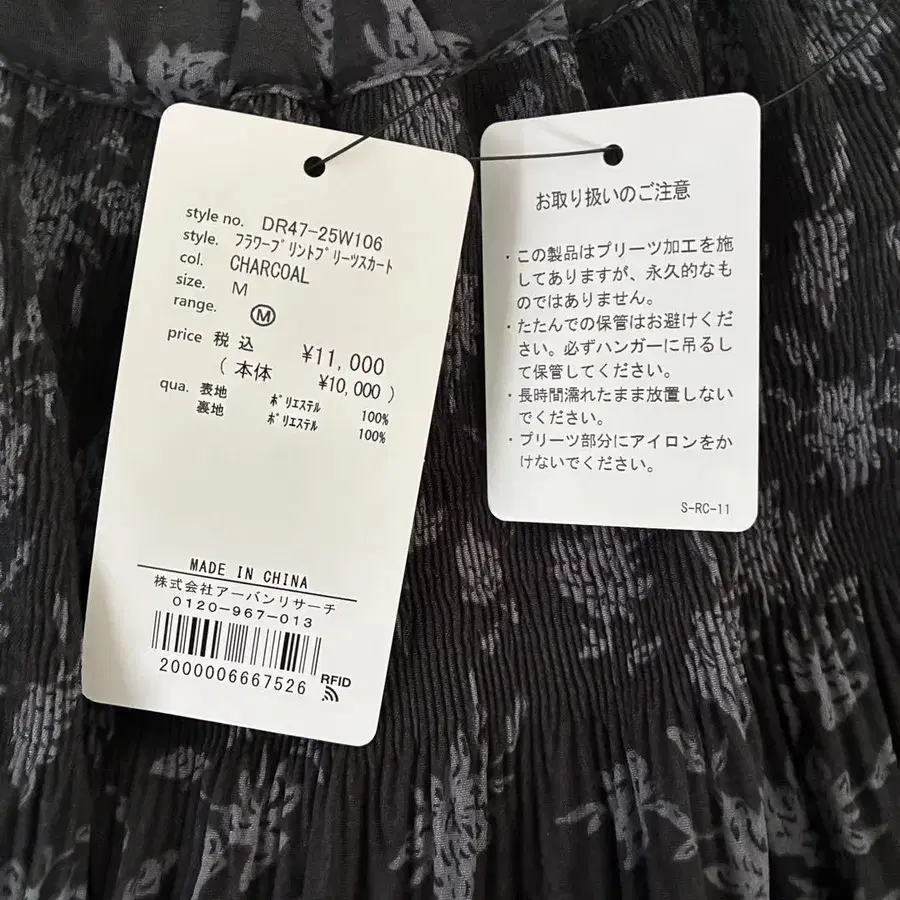 style no. DR47-25W106
style. ﾌﾗﾜｰﾌﾟﾘﾝﾄﾌﾟﾘｰﾂｽｶｰﾄ
col. CHARCOAL
size. M
range. Ⓜ
price 税込 ¥11,000
(本体 ¥10,000)
qua. 表地 ﾎﾟﾘｴｽﾃﾙ 100%
裏地 ﾎﾟﾘｴｽﾃﾙ 100%
MADE IN CHINA
株式会社アーバンリサーチ
0120-967-013
2000006667526
RFID
お取り扱いのご注意
・この製品はプリーツ加工を施
してありますが、永久的なも
のではありません。
・たたんでの保管はお避けくだ
さい。必ずハンガーに吊るし
て保管してください。
・長時間濡れたまま放置しない
でください。
・プリーツ部分にアイロンをか
けないでください。
S-RC-11